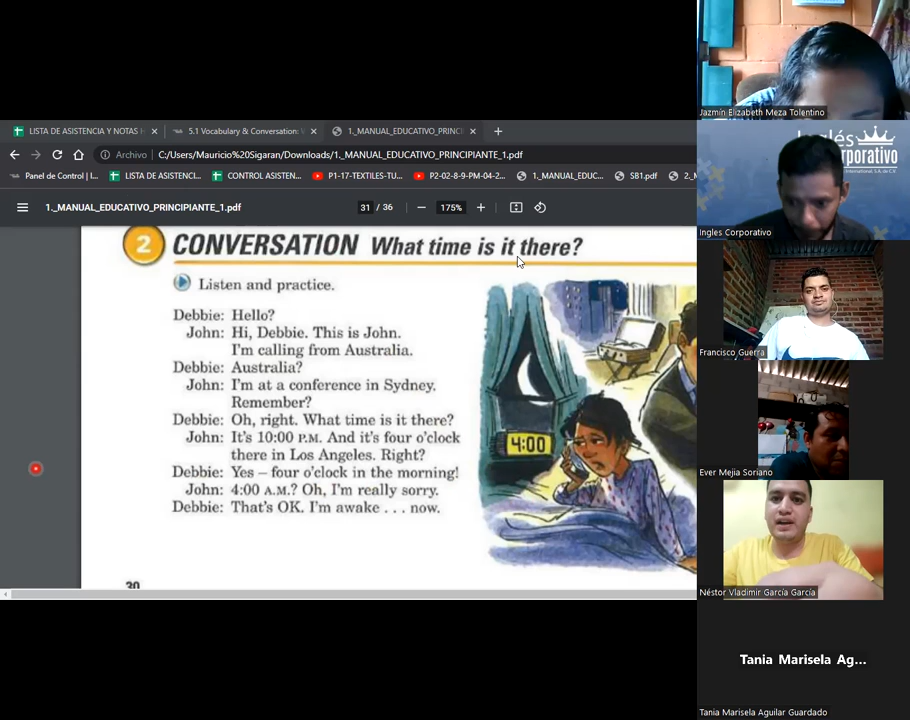 LISTA DE ASISTENCIA Y NOTAS
5.1 Vocabulary & Conversation:
1._MANUAL_EDUCATIVO_PRINCIPI
Archivo
C:/Users/Mauricio%20Sigaran/Downloads/1._MANUAL_EDUCATIVO_PRINCIPIANTE_1.pdf
Panel de Control | I...
LISTA DE ASISTENCI...
CONTROL ASISTEN...
P1-17-TEXTILES-TU...
P2-02-8-9-PM-04-2...
1._MANUAL_EDUC...
SB1.pdf
1._MANUAL_EDUCATIVO_PRINCIPIANTE_1.pdf
31 / 36
175%
2 CONVERSATION What time is it there?
Listen and practice.
Debbie: Hello?
John: Hi, Debbie. This is John.
I'm calling from Australia.
Debbie: Australia?
John: I'm at a conference in Sydney.
Remember?
Debbie: Oh, right. What time is it there?
John: It's 10:00 P.M. And it's four o'clock
there in Los Angeles. Right?
Debbie: Yes – four o'clock in the morning!
John: 4:00 A.M.? Oh, I'm really sorry.
Debbie: That's OK. I'm awake . . . now.
4:00
30
Jazmín Elizabeth Meza Tolentino
Inglés
International, S.A. de C.V.
Ingles Corporativo
Francisco Guerra
Ever Mejia Soriano
Néstor Vladimir García García
Tania Marisela Ag...
Tania Marisela Aguilar Guardado